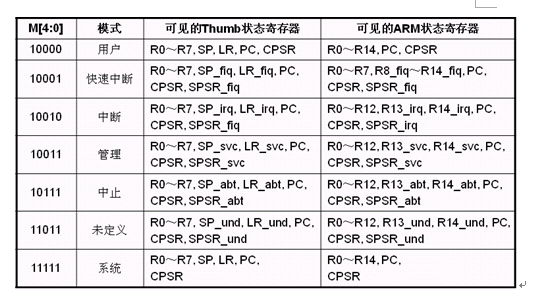 M[4:0] 模式 可见的Thumb状态寄存器 可见的ARM状态寄存器
10000 用户 R0～R7, SP, LR, PC, CPSR R0～R14, PC, CPSR
10001 快速中断 R0～R7, SP_fiq, LR_fiq, PC, R0～R7, R8_fiq～R14_fiq, PC,
CPSR, SPSR_fiq CPSR, SPSR_fiq
10010 中断 R0～R7, SP_irq, LR_irq, PC, R0～R12, R13_irq, R14_irq, PC,
CPSR, SPSR_fiq CPSR, SPSR_irq
10011 管理 R0～R7, SP_svc, LR_svc, PC, R0～R12, R13_svc, R14_svc, PC,
CPSR, SPSR_svc CPSR, SPSR_svc
10111 中止 R0～R7, SP_abt, LR_abt, PC, R0～R12, R13_abt, R14_abt, PC,
CPSR, SPSR_abt CPSR, SPSR_abt
11011 未定义 R0～R7, SP_und, LR_und, PC, R0～R12, R13_und, R14_und, PC,
CPSR, SPSR_und CPSR, SPSR_und
11111 系统 R0～R7, SP, LR, PC, R0～R14, PC,
CPSR CPSR